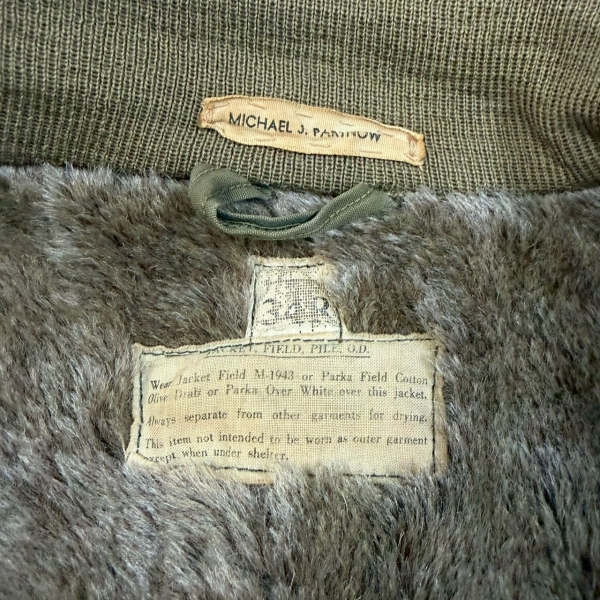 MICHAEL J. PARTNOW
34 R
JACKET, FIELD, PILE, O.D.
Wear Jacket Field M-1943 or Parka Field Cotton
Olive Drab or Parka Over White over this jacket.
Always separate from other garments for drying.
This item not intended to be worn as outer garment
except when under shelter.